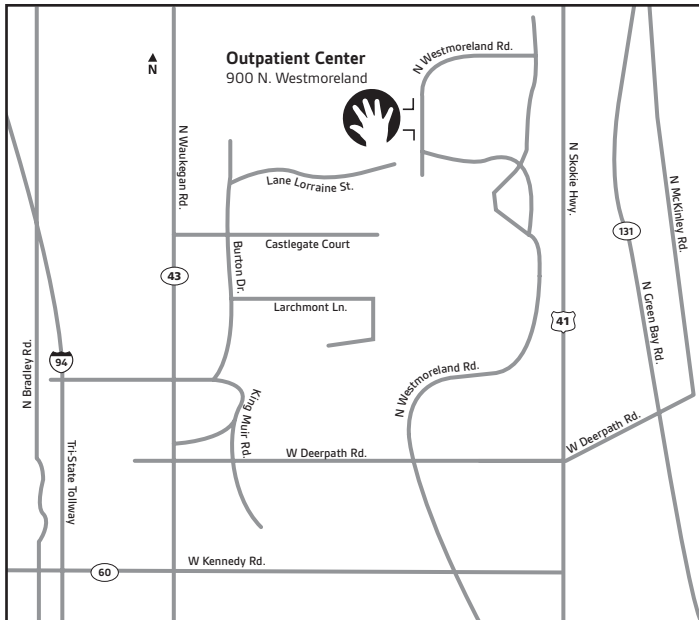 Outpatient Center
900 N. Westmoreland
N
N Westmoreland Rd.
N Waukegan Rd.
N Skokie Hwy.
N McKinley Rd.
Lane Lorraine St.
131
Castlegate Court
Burton Dr.
43
Larchmont Ln.
41
N Green Bay Rd.
N Bradley Rd.
94
N Westmoreland Rd.
King Muir Rd.
W Deerpath Rd.
W Deerpath Rd.
Tri-State Tollway
W Kennedy Rd.
60